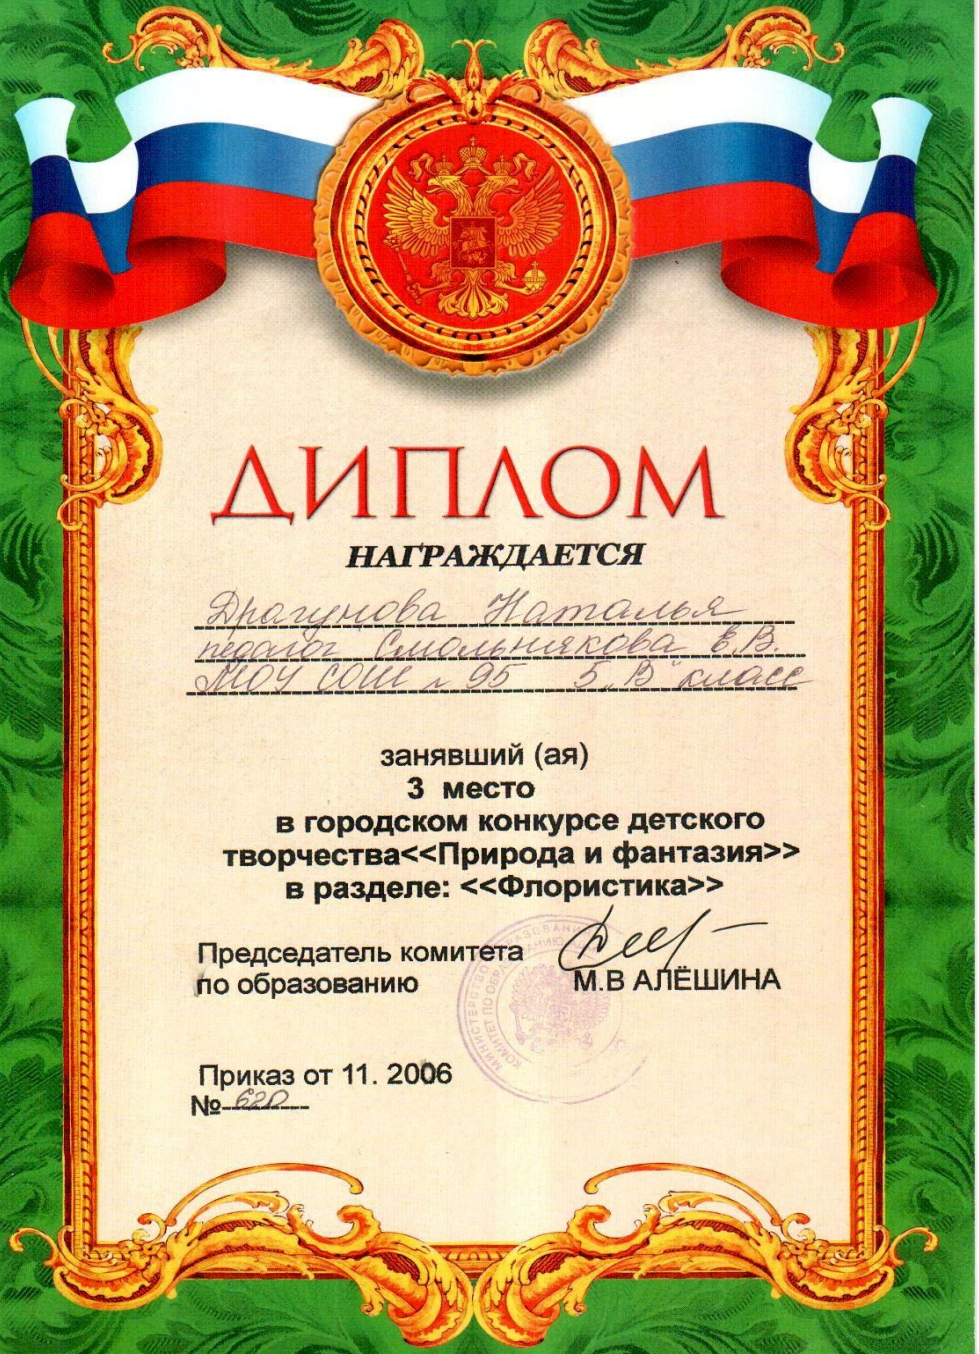 ДИПЛОМ
НАГРАЖДАЕТСЯ
Драгунова Наталья
педагог Смольнякова Е.В.
МОУ СОШ № 95 5 „В" класс
занявший (ая)
3 место
в городском конкурсе детского
творчества<<Природа и фантазия>>
в разделе: <<Флористика>>
Председатель комитета
по образованию
М.В АЛЁШИНА
Приказ от 11. 2006
№ 620